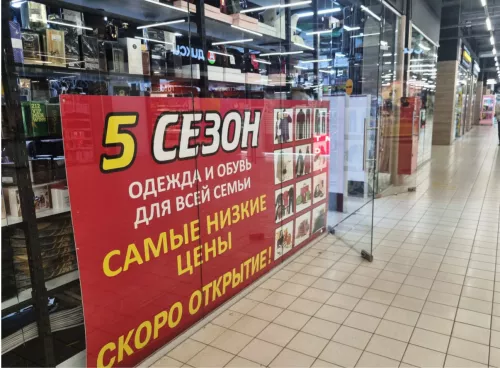 5 СЕЗОН
ОДЕЖДА И ОБУВЬ
ДЛЯ ВСЕЙ СЕМЬИ
САМЫЕ НИЗКИЕ
ЦЕНЫ
СКОРО ОТКРЫТИЕ!